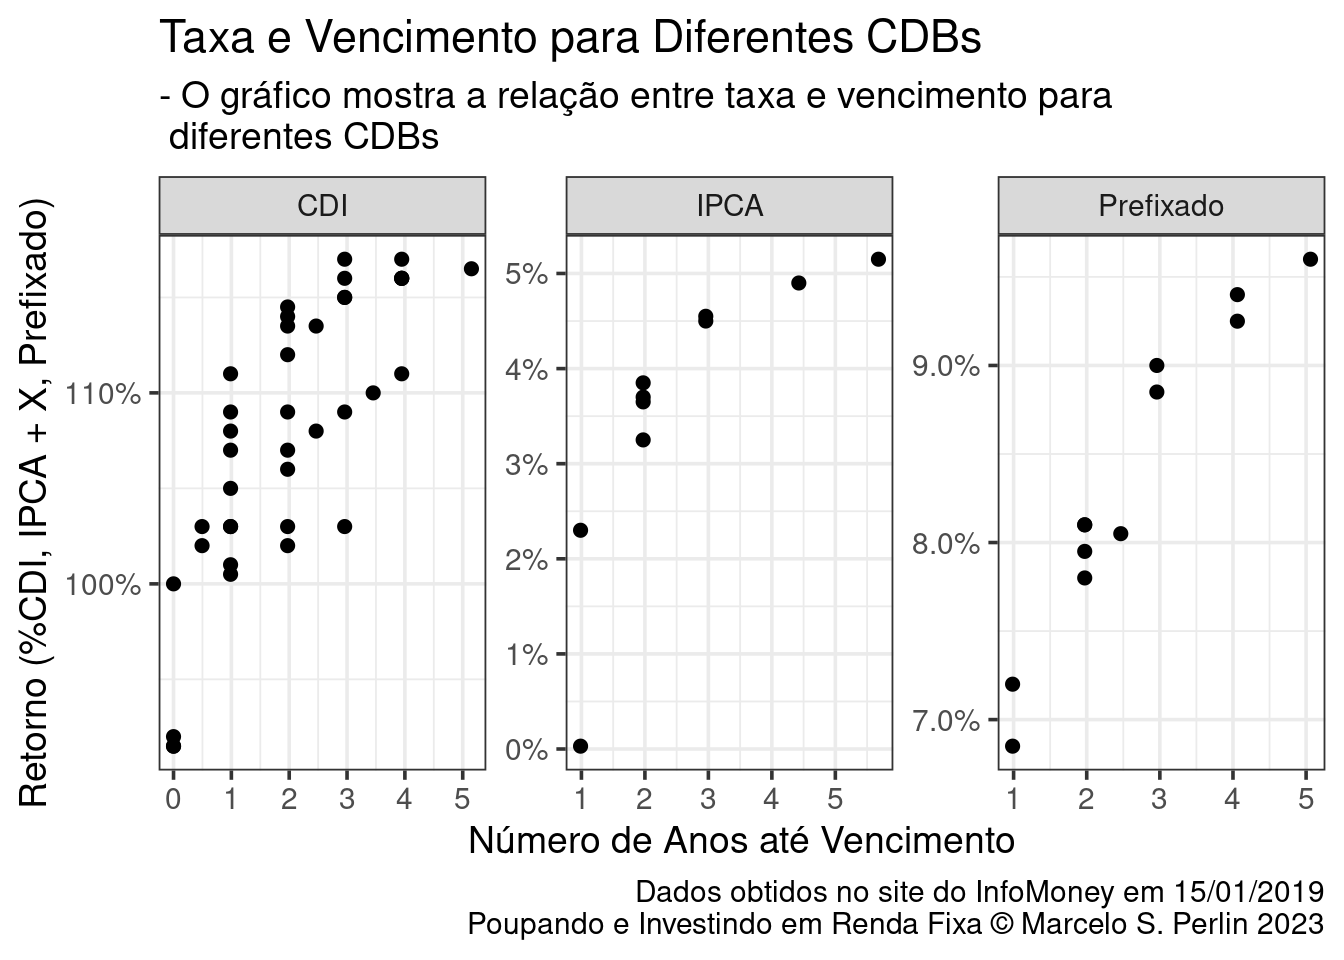 Taxa e Vencimento para Diferentes CDBs
- O gráfico mostra a relação entre taxa e vencimento para
diferentes CDBs
Retorno (%CDI, IPCA + X, Prefixado)
CDI
110%
100%
0 1 2 3 4 5
IPCA
5%
4%
3%
2%
1%
0%
1 2 3 4 5
Prefixado
9.0%
8.0%
7.0%
1 2 3 4 5
Número de Anos até Vencimento
Dados obtidos no site do InfoMoney em 15/01/2019
Poupando e Investindo em Renda Fixa © Marcelo S. Perlin 2023